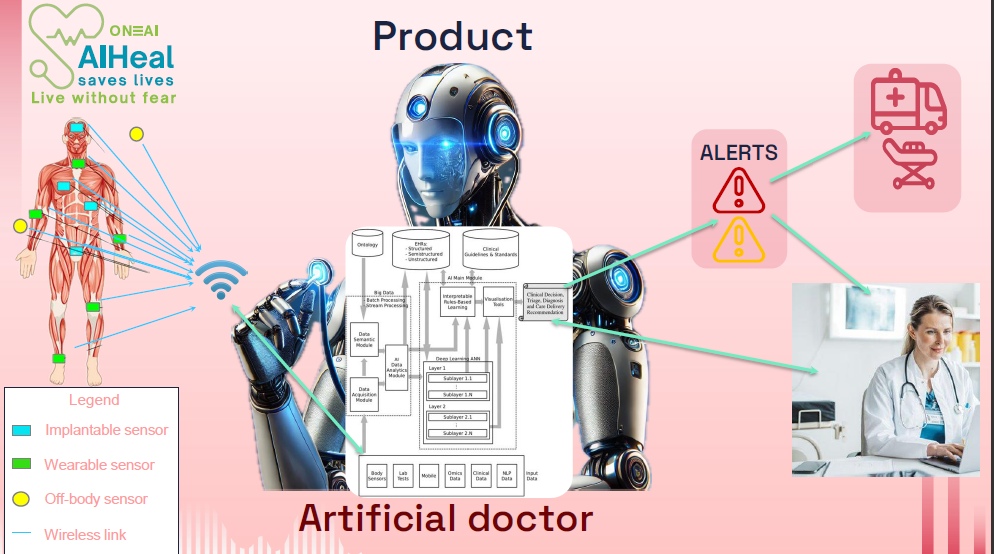 Product
ONEAI
AIHeal
saves lives
Live without fear
ALERTS
Ontology
EHRs:
- Structured
- Semistructured
- Unstructured
Clinical
Guidelines & Standards
AI Main Module
Big Data
- Batch Processing
- Stream Processing
Interpretable
Rules-Based
Learning
Visualisation
Tools
Clinical Decision,
Triage, Diagnosis
and Care Delivery
Recommendation
Data
Semantic
Module
AI
Data
Analytics
Module
Data
Acquisition
Module
Deep Learning ANN
Layer 1
Sublayer 1.1
:
Sublayer 1.N
Layer 2
Sublayer 2.1
:
Sublayer 2.N
Body
Sensors
Lab
Tests
Mobile
Omics
Data
Clinical
Data
NLP
Data
Input
Data
Legend
Implantable sensor
Wearable sensor
Off-body sensor
Wireless link
Artificial doctor